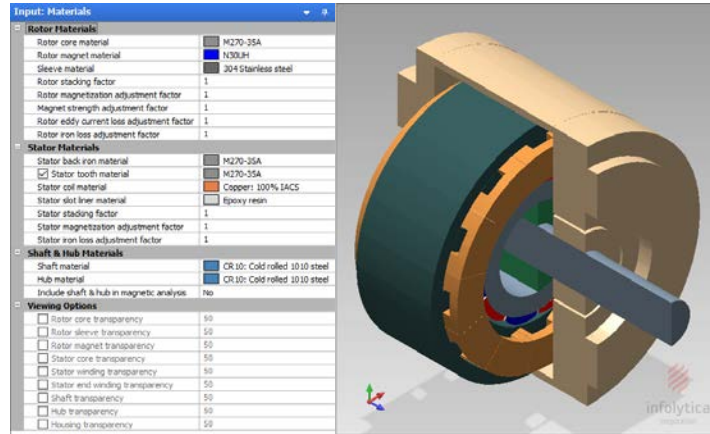 Input: Materials
Rotor Materials
Rotor core material M270-35A
Rotor magnet material N30UH
Sleeve material 304 Stainless steel
Rotor stacking factor 1
Rotor magnetization adjustment factor 1
Magnet strength adjustment factor 1
Rotor eddy current loss adjustment factor 1
Rotor iron loss adjustment factor 1
Stator Materials
Stator back iron material M270-35A
Stator tooth material M270-35A
Stator coil material Copper: 100% IACS
Stator slot liner material Epoxy resin
Stator stacking factor 1
Stator magnetization adjustment factor 1
Stator iron loss adjustment factor 1
Shaft & Hub Materials
Shaft material CR10: Cold rolled 1010 steel
Hub material CR10: Cold rolled 1010 steel
Include shaft & hub in magnetic analysis No
Viewing Options
Rotor core transparency 50
Rotor sleeve transparency 50
Rotor magnet transparency 50
Stator core transparency 50
Stator winding transparency 50
Stator end winding transparency 50
Shaft transparency 50
Hub transparency 50
Housing transparency 50
infolytica
corporation